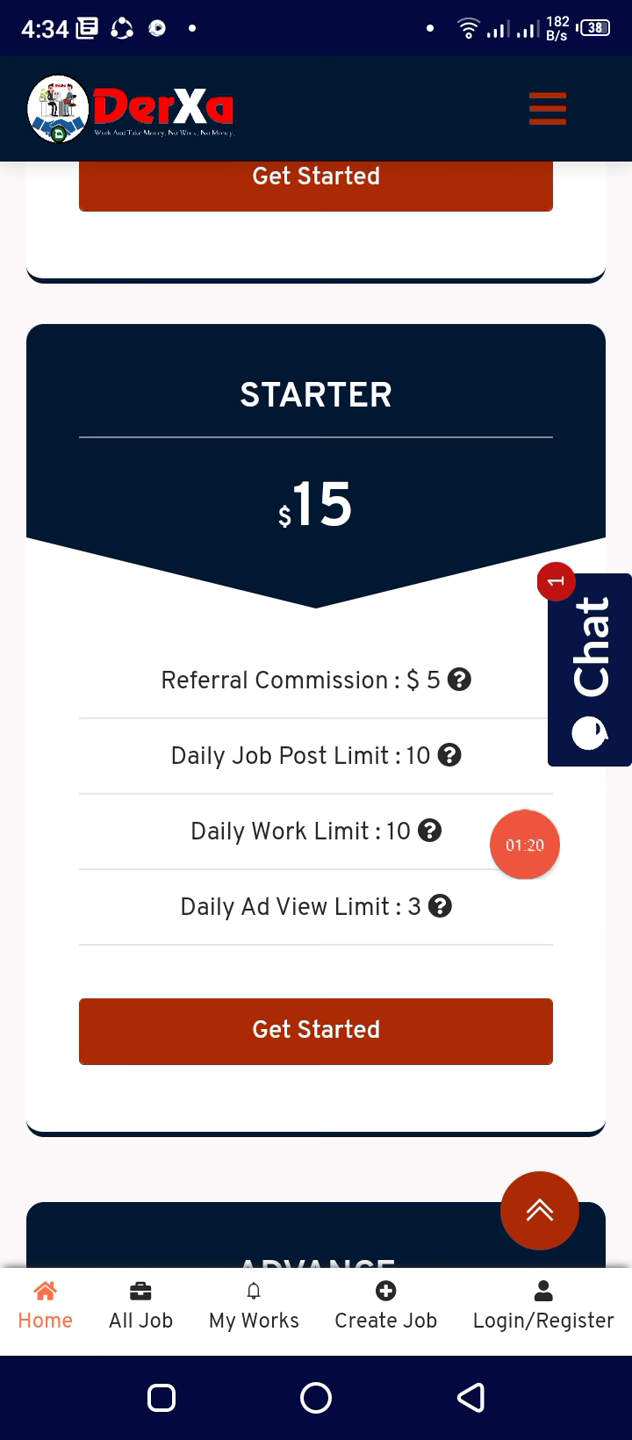 4:34
182
B/s
38
DerXa
Work And Take Money, No Work, No Money.
Get Started
STARTER
$15
Referral Commission : $ 5
Daily Job Post Limit : 10
Daily Work Limit : 10
Daily Ad View Limit : 3
1
Chat
01:20
Get Started
ADVANCE
Home
All Job
My Works
Create Job
Login/Register